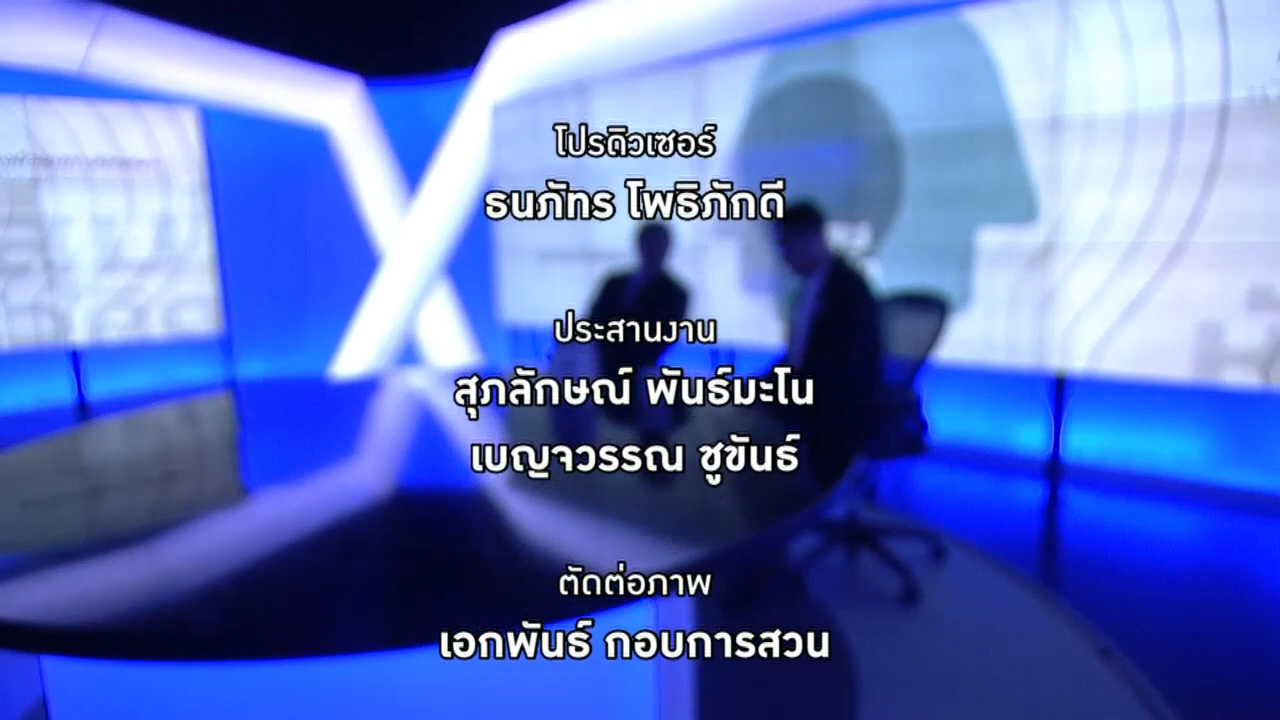 โปรดิวเซอร์
ธนภัทร โพธิภักดี
ประสานงาน
สุภลักษณ์ พันธ์มะโน
เบญจวรรณ ชูขันธ์
ตัดต่อภาพ
เอกพันธ์ กอบการสวน